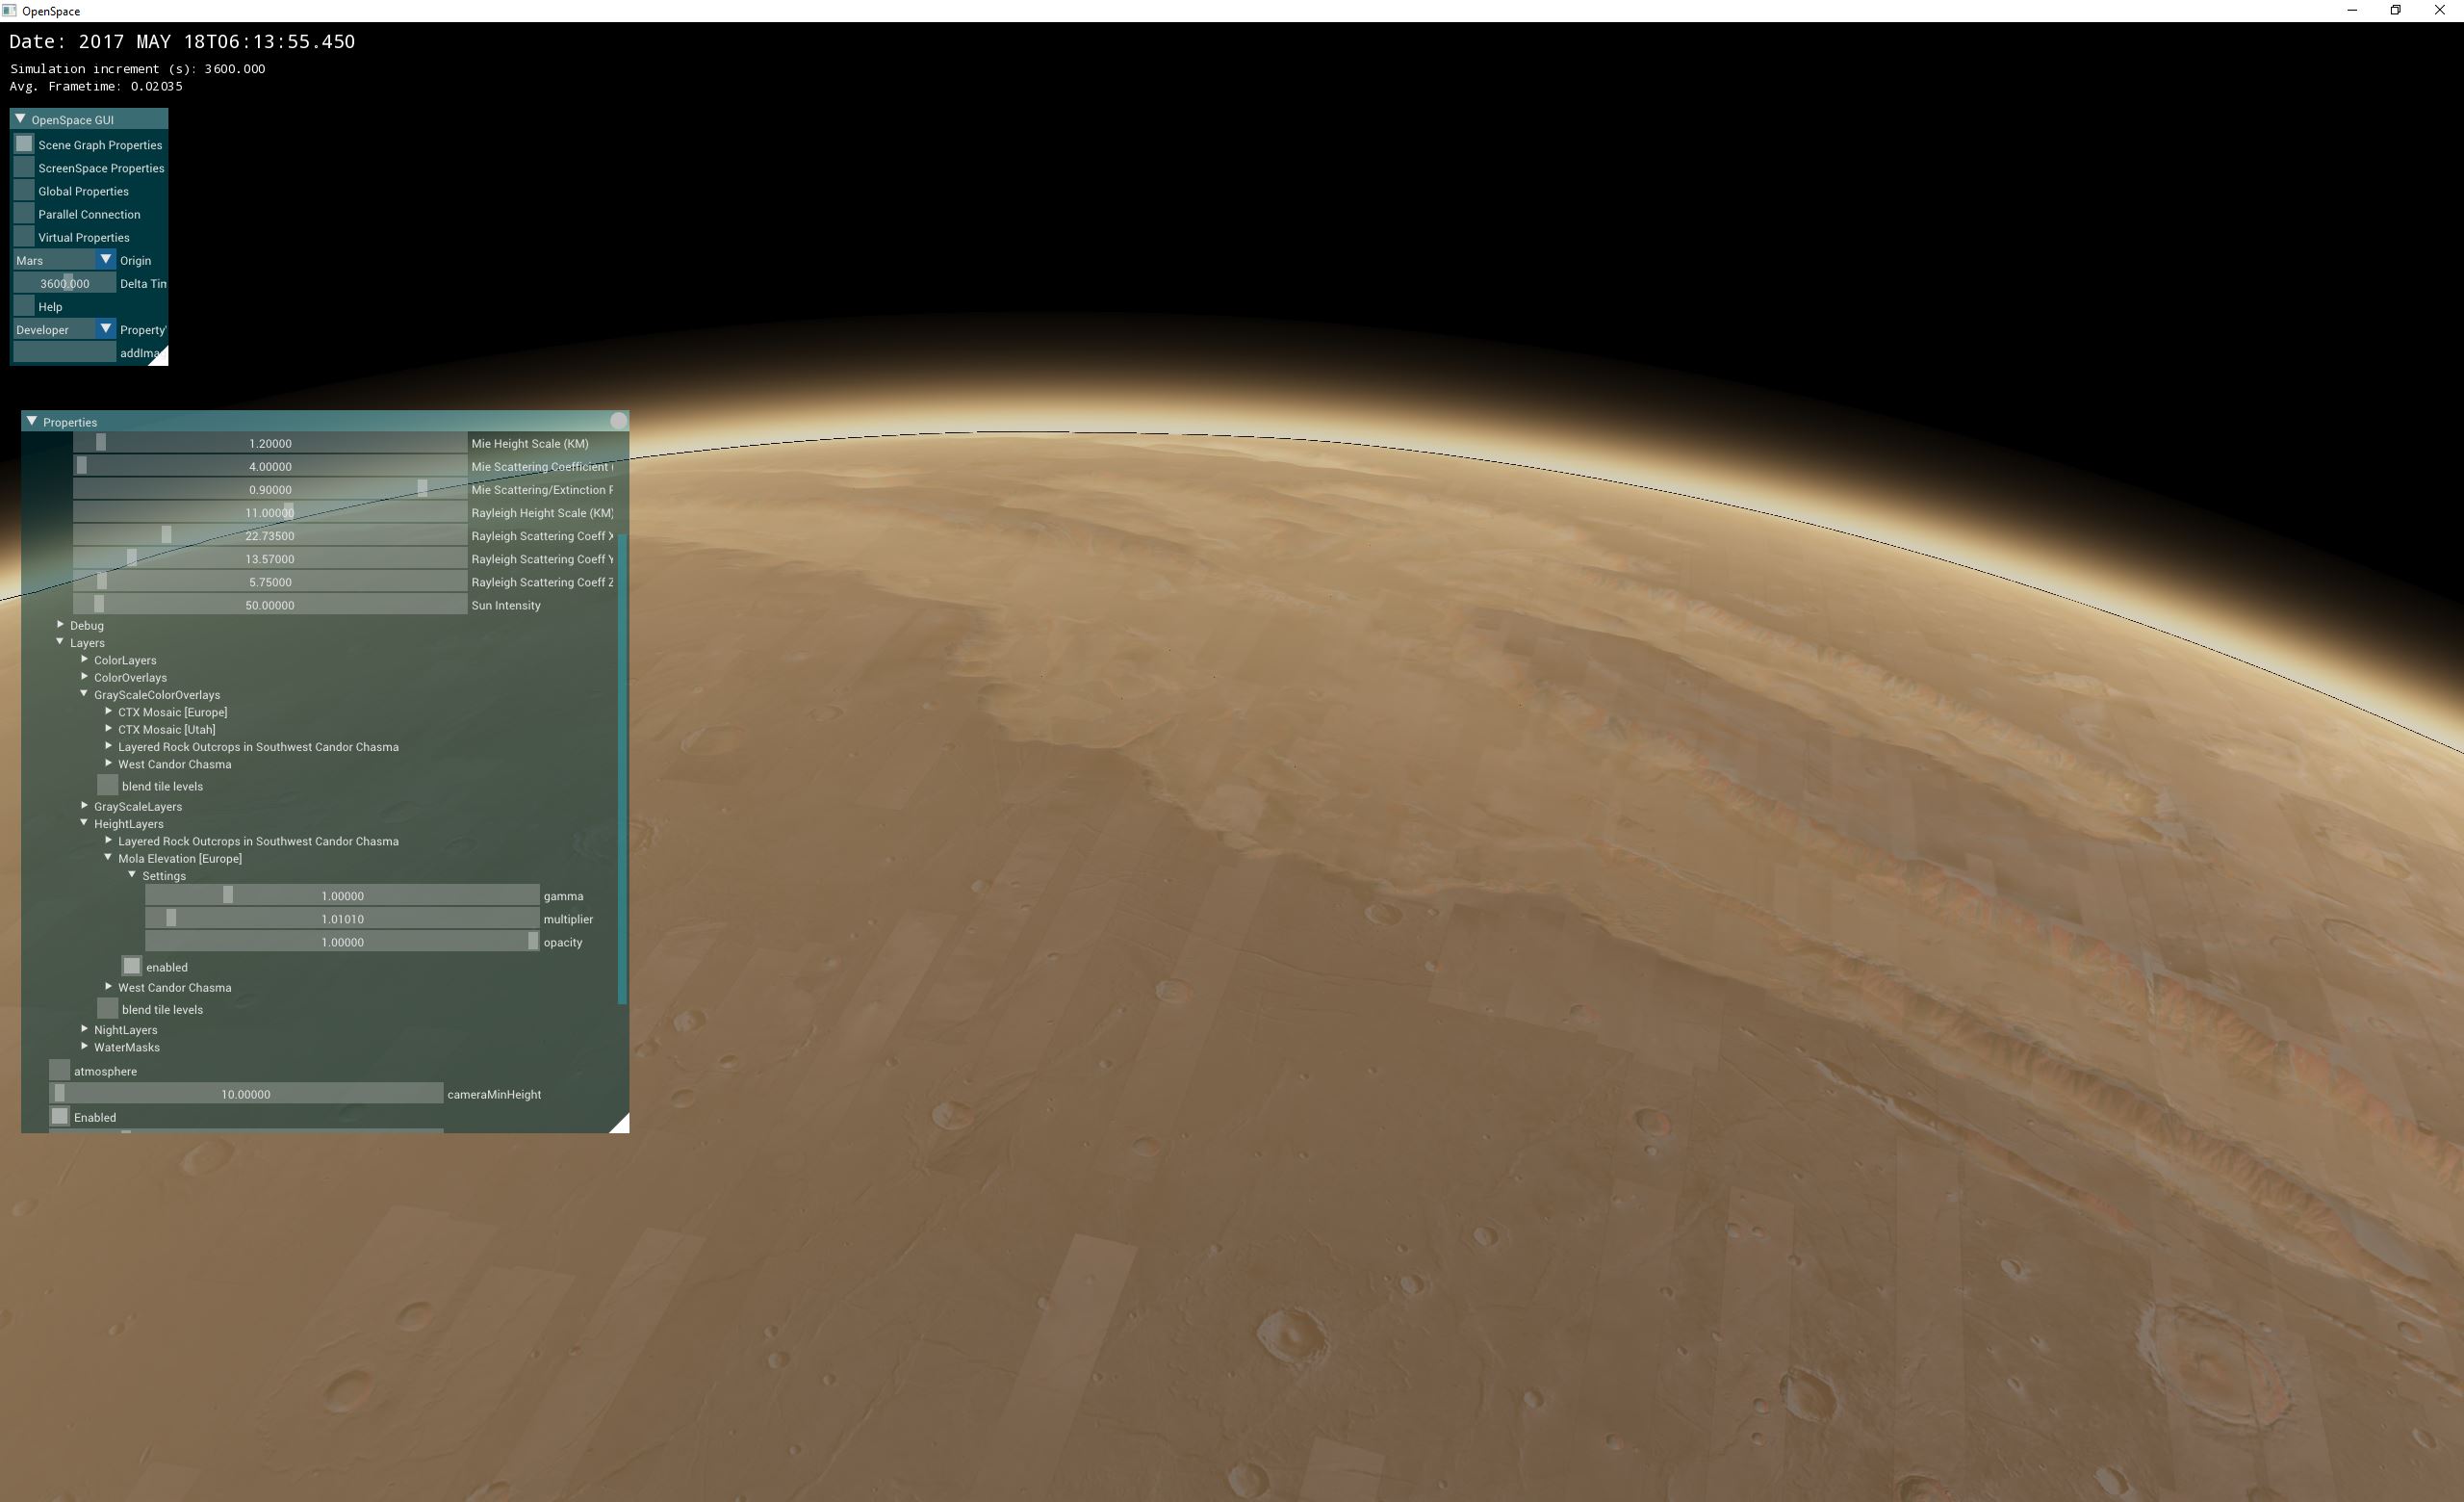 OpenSpace
Date: 2017 MAY 18T06:13:55.450
Simulation increment (s): 3600.000
Avg. Frametime: 0.02035
OpenSpace GUI
Scene Graph Properties
ScreenSpace Properties
Global Properties
Parallel Connection
Virtual Properties
Mars Origin
3600.000 Delta Tim
Help
Developer Property
addIma
Properties
1.20000 Mie Height Scale (KM)
4.00000 Mie Scattering Coefficient
0.90000 Mie Scattering/Extinction
11.00000 Rayleigh Height Scale (KM)
22.73500 Rayleigh Scattering Coeff X
13.57000 Rayleigh Scattering Coeff Y
5.75000 Rayleigh Scattering Coeff Z
50.00000 Sun Intensity
Debug
Layers
ColorLayers
ColorOverlays
GrayScaleColorOverlays
CTX Mosaic [Europe]
CTX Mosaic [Utah]
Layered Rock Outcrops in Southwest Candor Chasma
West Candor Chasma
blend tile levels
GrayScaleLayers
HeightLayers
Layered Rock Outcrops in Southwest Candor Chasma
Mola Elevation [Europe]
Settings
1.00000 gamma
1.01010 multiplier
1.00000 opacity
enabled
West Candor Chasma
blend tile levels
NightLayers
WaterMasks
atmosphere
10.00000 cameraMinHeight
Enabled